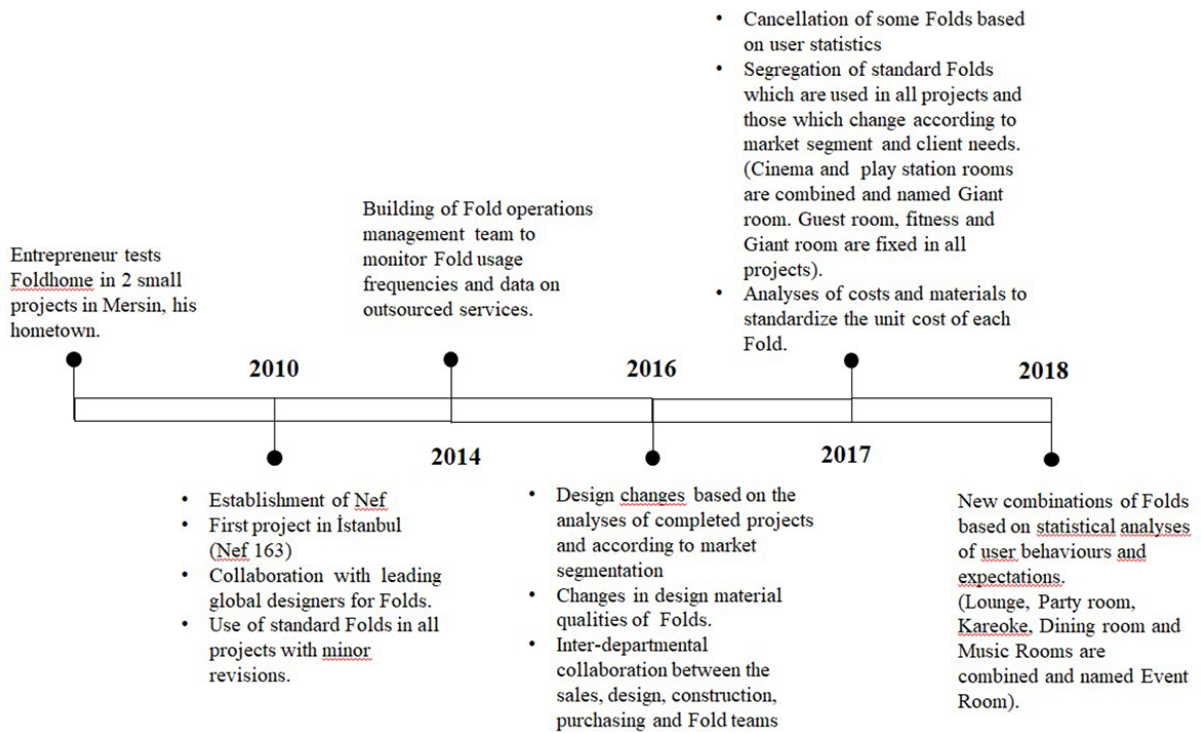 Entrepreneur tests
Foldhome in 2 small
projects in Mersin, his
hometown.
2010
• Establishment of Nef
• First project in İstanbul
(Nef 163)
• Collaboration with leading
global designers for Folds.
• Use of standard Folds in all
projects with minor
revisions.
Building of Fold operations
management team to
monitor Fold usage
frequencies and data on
outsourced services.
2014
2016
• Design changes based on the
analyses of completed projects
and according to market
segmentation
• Changes in design material
qualities of Folds.
• Inter-departmental
collaboration between the
sales, design, construction,
purchasing and Fold teams
• Cancellation of some Folds based
on user statistics
• Segregation of standard Folds
which are used in all projects and
those which change according to
market segment and client needs.
(Cinema and play station rooms
are combined and named Giant
room. Guest room, fitness and
Giant room are fixed in all
projects).
• Analyses of costs and materials to
standardize the unit cost of each
Fold.
2017
2018
New combinations of Folds
based on statistical analyses
of user behaviours and
expectations.
(Lounge, Party room,
Kareoke, Dining room and
Music Rooms are
combined and named Event
Room).